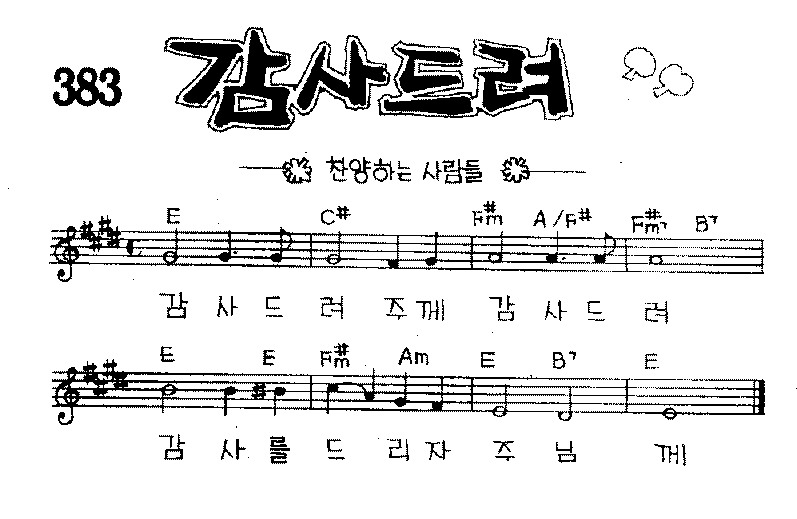 383 감사드려
찬양하는 사람들
E C# F#m A/F# F#m7 B7
감 사 드 려 주께 감 사 드 려
E E F#m Am E B7 E
감 사 를 드 리 자 주 님 께